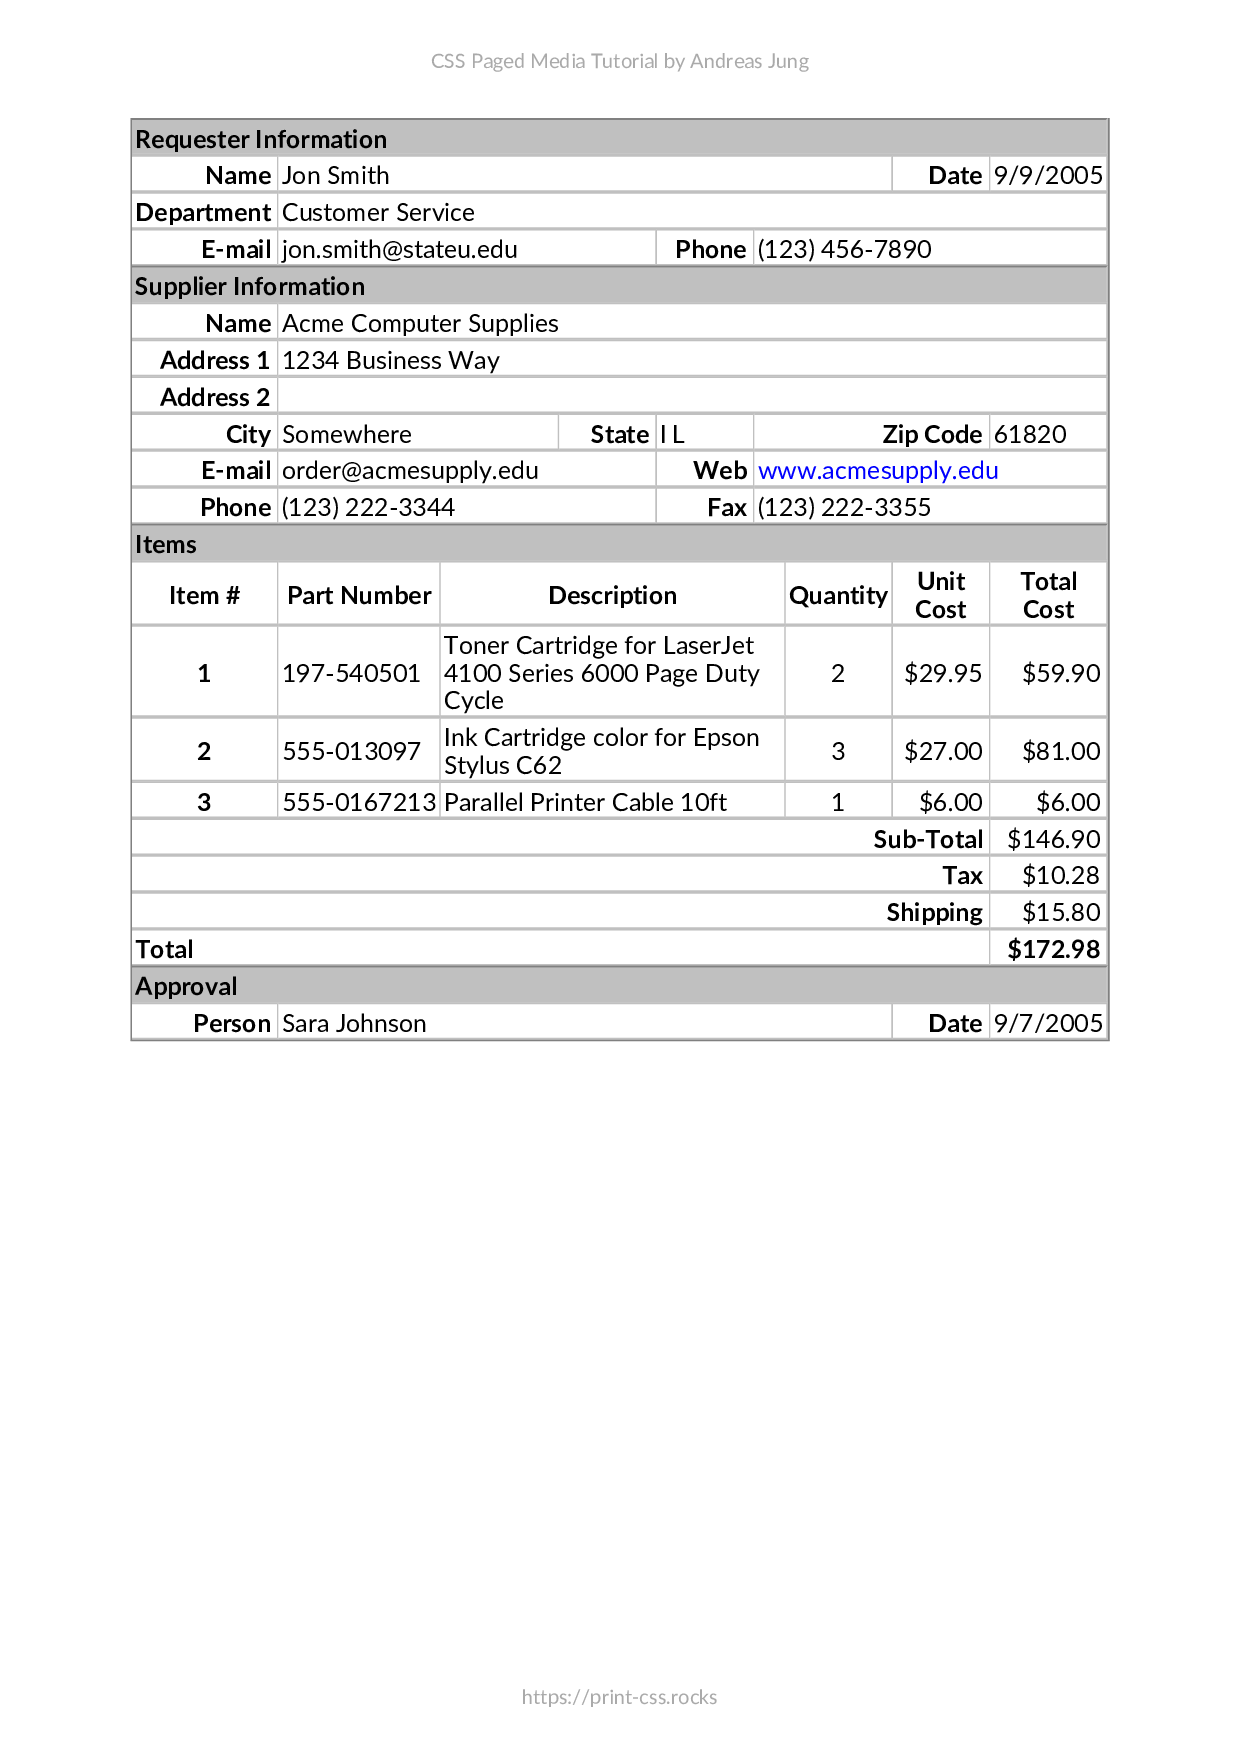 CSS Paged Media Tutorial by Andreas Jung
Requester Information
Name Jon Smith Date 9/9/2005
Department Customer Service
E-mail jon.smith@stateu.edu Phone (123) 456-7890
Supplier Information
Name Acme Computer Supplies
Address 1 1234 Business Way
Address 2
City Somewhere State I L Zip Code 61820
E-mail order@acmesupply.edu Web www.acmesupply.edu
Phone (123) 222-3344 Fax (123) 222-3355
Items
Item # Part Number Description Quantity Unit Cost Total Cost
1 197-540501 Toner Cartridge for LaserJet
4100 Series 6000 Page Duty
Cycle 2 $29.95 $59.90
2 555-013097 Ink Cartridge color for Epson
Stylus C62 3 $27.00 $81.00
3 555-0167213 Parallel Printer Cable 10ft 1 $6.00 $6.00
Sub-Total $146.90
Tax $10.28
Shipping $15.80
Total $172.98
Approval
Person Sara Johnson Date 9/7/2005
https://print-css.rocks